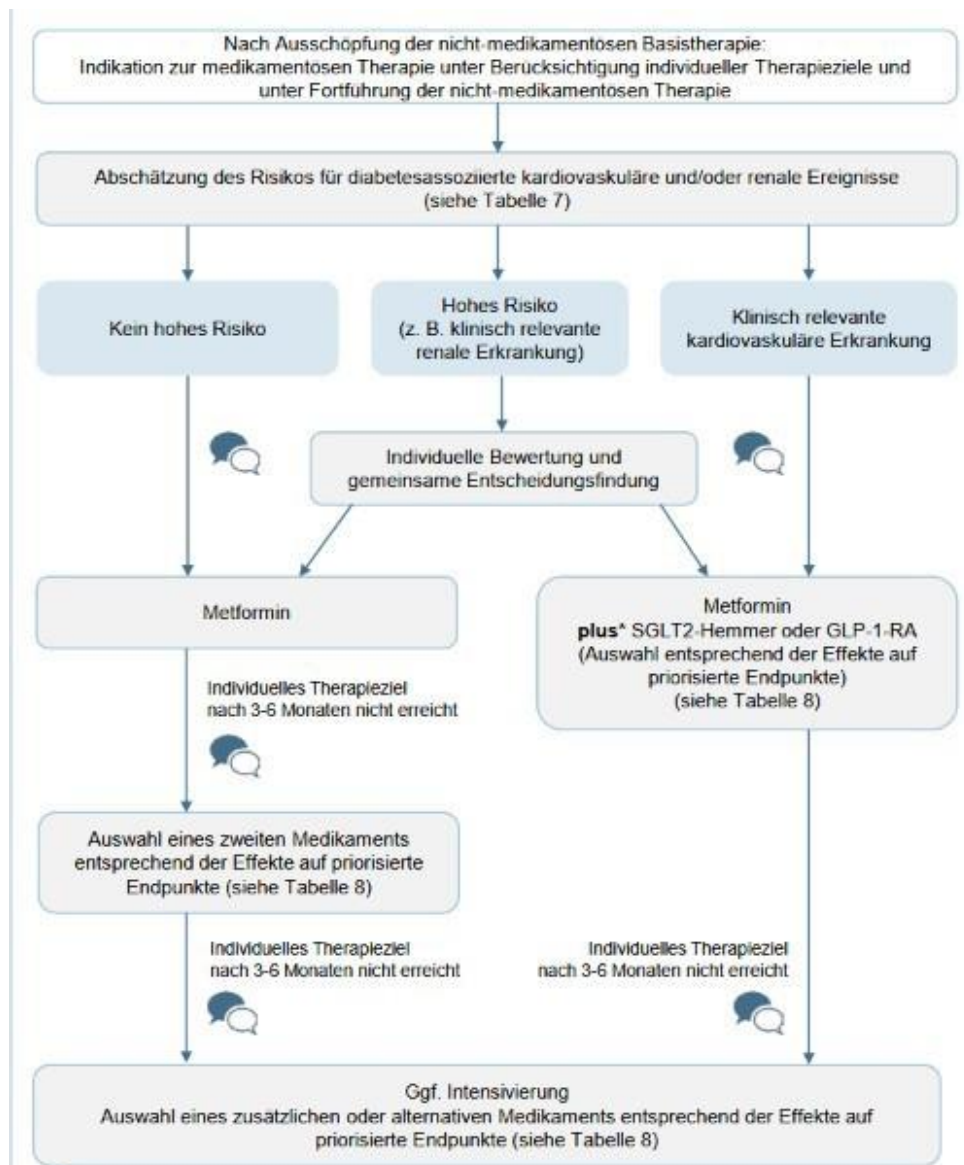 Nach Ausschöpfung der nicht-medikamentösen Basistherapie:
Indikation zur medikamentösen Therapie unter Berücksichtigung individueller Therapieziele und
unter Fortführung der nicht-medikamentösen Therapie
Abschätzung des Risikos für diabetesassoziierte kardiovaskuläre und/oder renale Ereignisse
(siehe Tabelle 7)
Kein hohes Risiko
Hohes Risiko
(z. B. klinisch relevante
renale Erkrankung)
Klinisch relevante
kardiovaskuläre Erkrankung
Individuelle Bewertung und
gemeinsame Entscheidungsfindung
Metformin
Metformin
plus* SGLT2-Hemmer oder GLP-1-RA
(Auswahl entsprechend der Effekte auf
priorisierte Endpunkte)
(siehe Tabelle 8)
Individuelles Therapieziel
nach 3-6 Monaten nicht erreicht
Auswahl eines zweiten Medikaments
entsprechend der Effekte auf priorisierte
Endpunkte (siehe Tabelle 8)
Individuelles Therapieziel
nach 3-6 Monaten nicht erreicht
Individuelles Therapieziel
nach 3-6 Monaten nicht erreicht
Ggf. Intensivierung
Auswahl eines zusätzlichen oder alternativen Medikaments entsprechend der Effekte auf
priorisierte Endpunkte (siehe Tabelle 8)